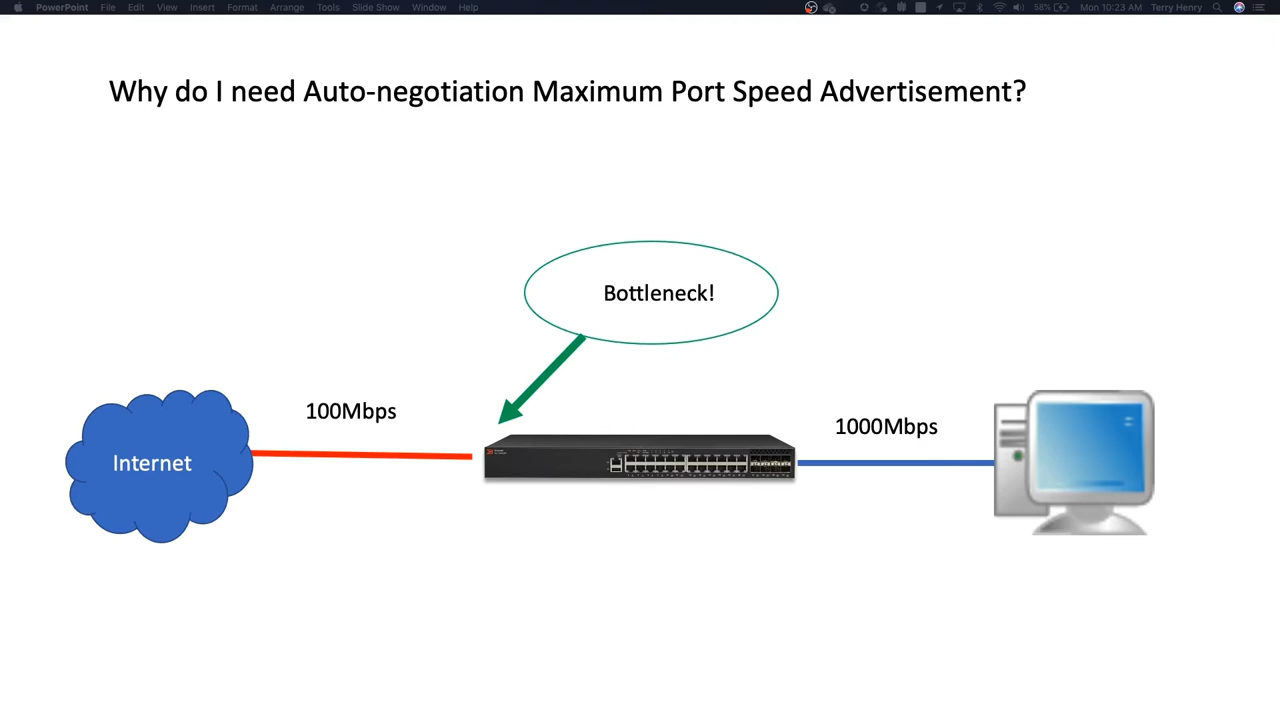 PowerPoint File Edit View Insert Format Arrange Tools Slide Show Window Help 58% Mon 10:23 AM Terry Henry
Why do I need Auto-negotiation Maximum Port Speed Advertisement?
Bottleneck!
100Mbps
1000Mbps
Internet